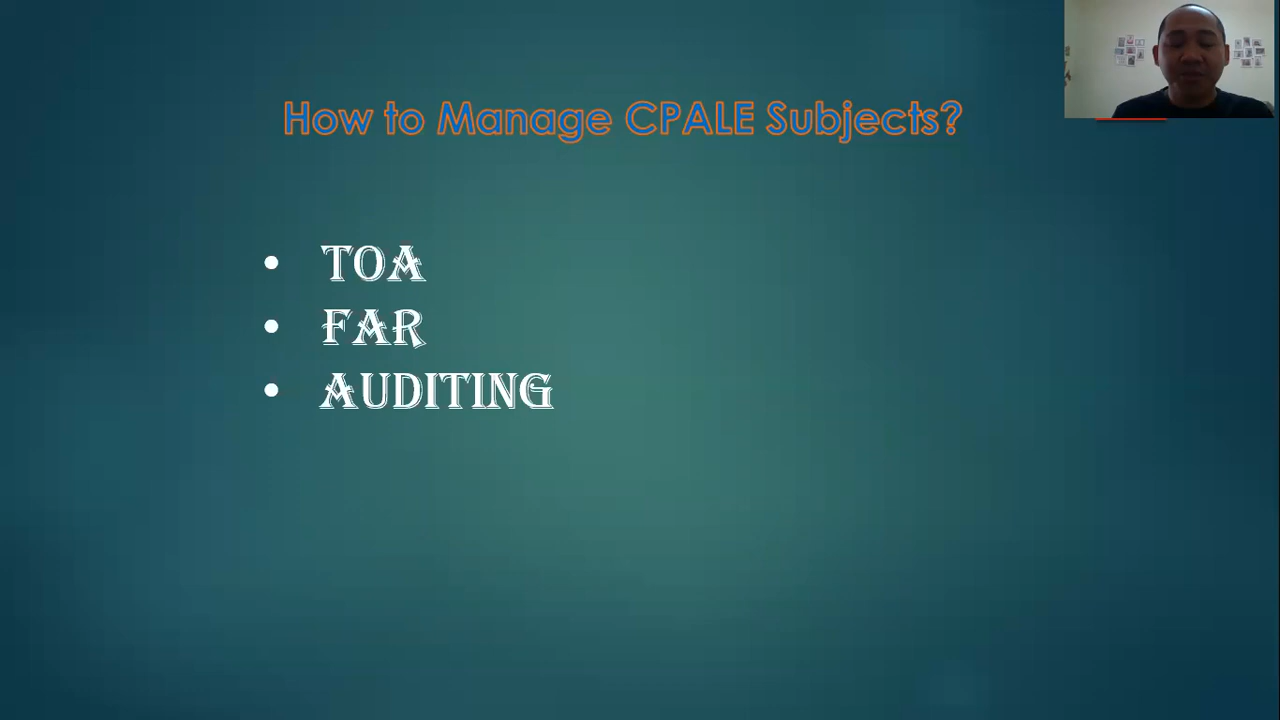 How to Manage CPALE Subjects?
• TOA
• FAR
• AUDITING